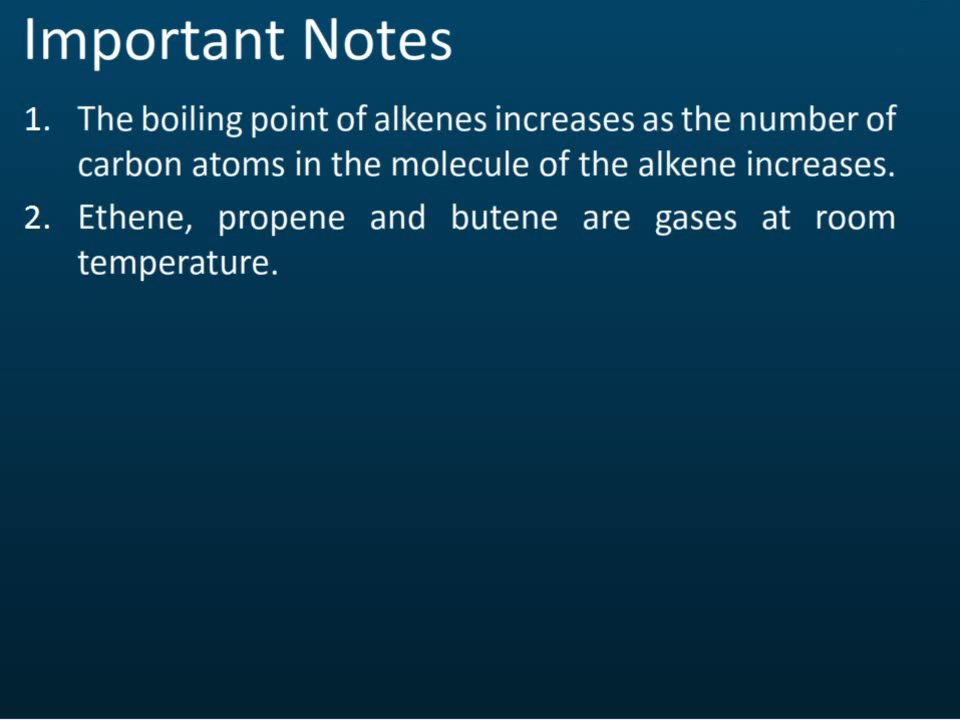 Important Notes
1. The boiling point of alkenes increases as the number of
carbon atoms in the molecule of the alkene increases.
2. Ethene, propene and butene are gases at room
temperature.